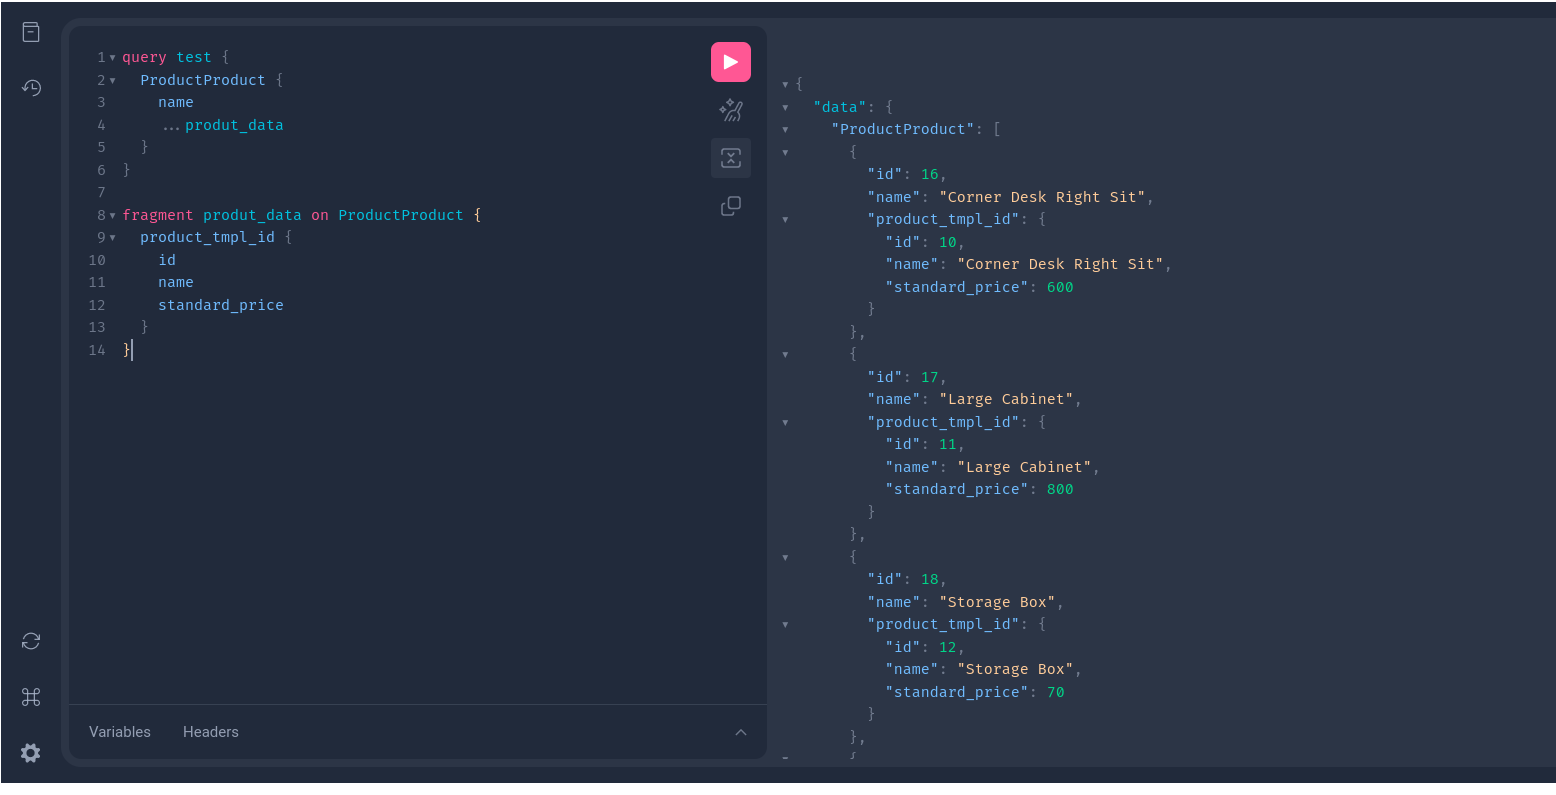 1 query test {
2 ProductProduct {
3 name
4 ...produt_data
5 }
6 }
7
8 fragment produt_data on ProductProduct {
9 product_tmpl_id {
10 id
11 name
12 standard_price
13 }
14 }
Variables Headers
{
"data": {
"ProductProduct": [
{
"id": 16,
"name": "Corner Desk Right Sit",
"product_tmpl_id": {
"id": 10,
"name": "Corner Desk Right Sit",
"standard_price": 600
}
},
{
"id": 17,
"name": "Large Cabinet",
"product_tmpl_id": {
"id": 11,
"name": "Large Cabinet",
"standard_price": 800
}
},
{
"id": 18,
"name": "Storage Box",
"product_tmpl_id": {
"id": 12,
"name": "Storage Box",
"standard_price": 70
}
},
{